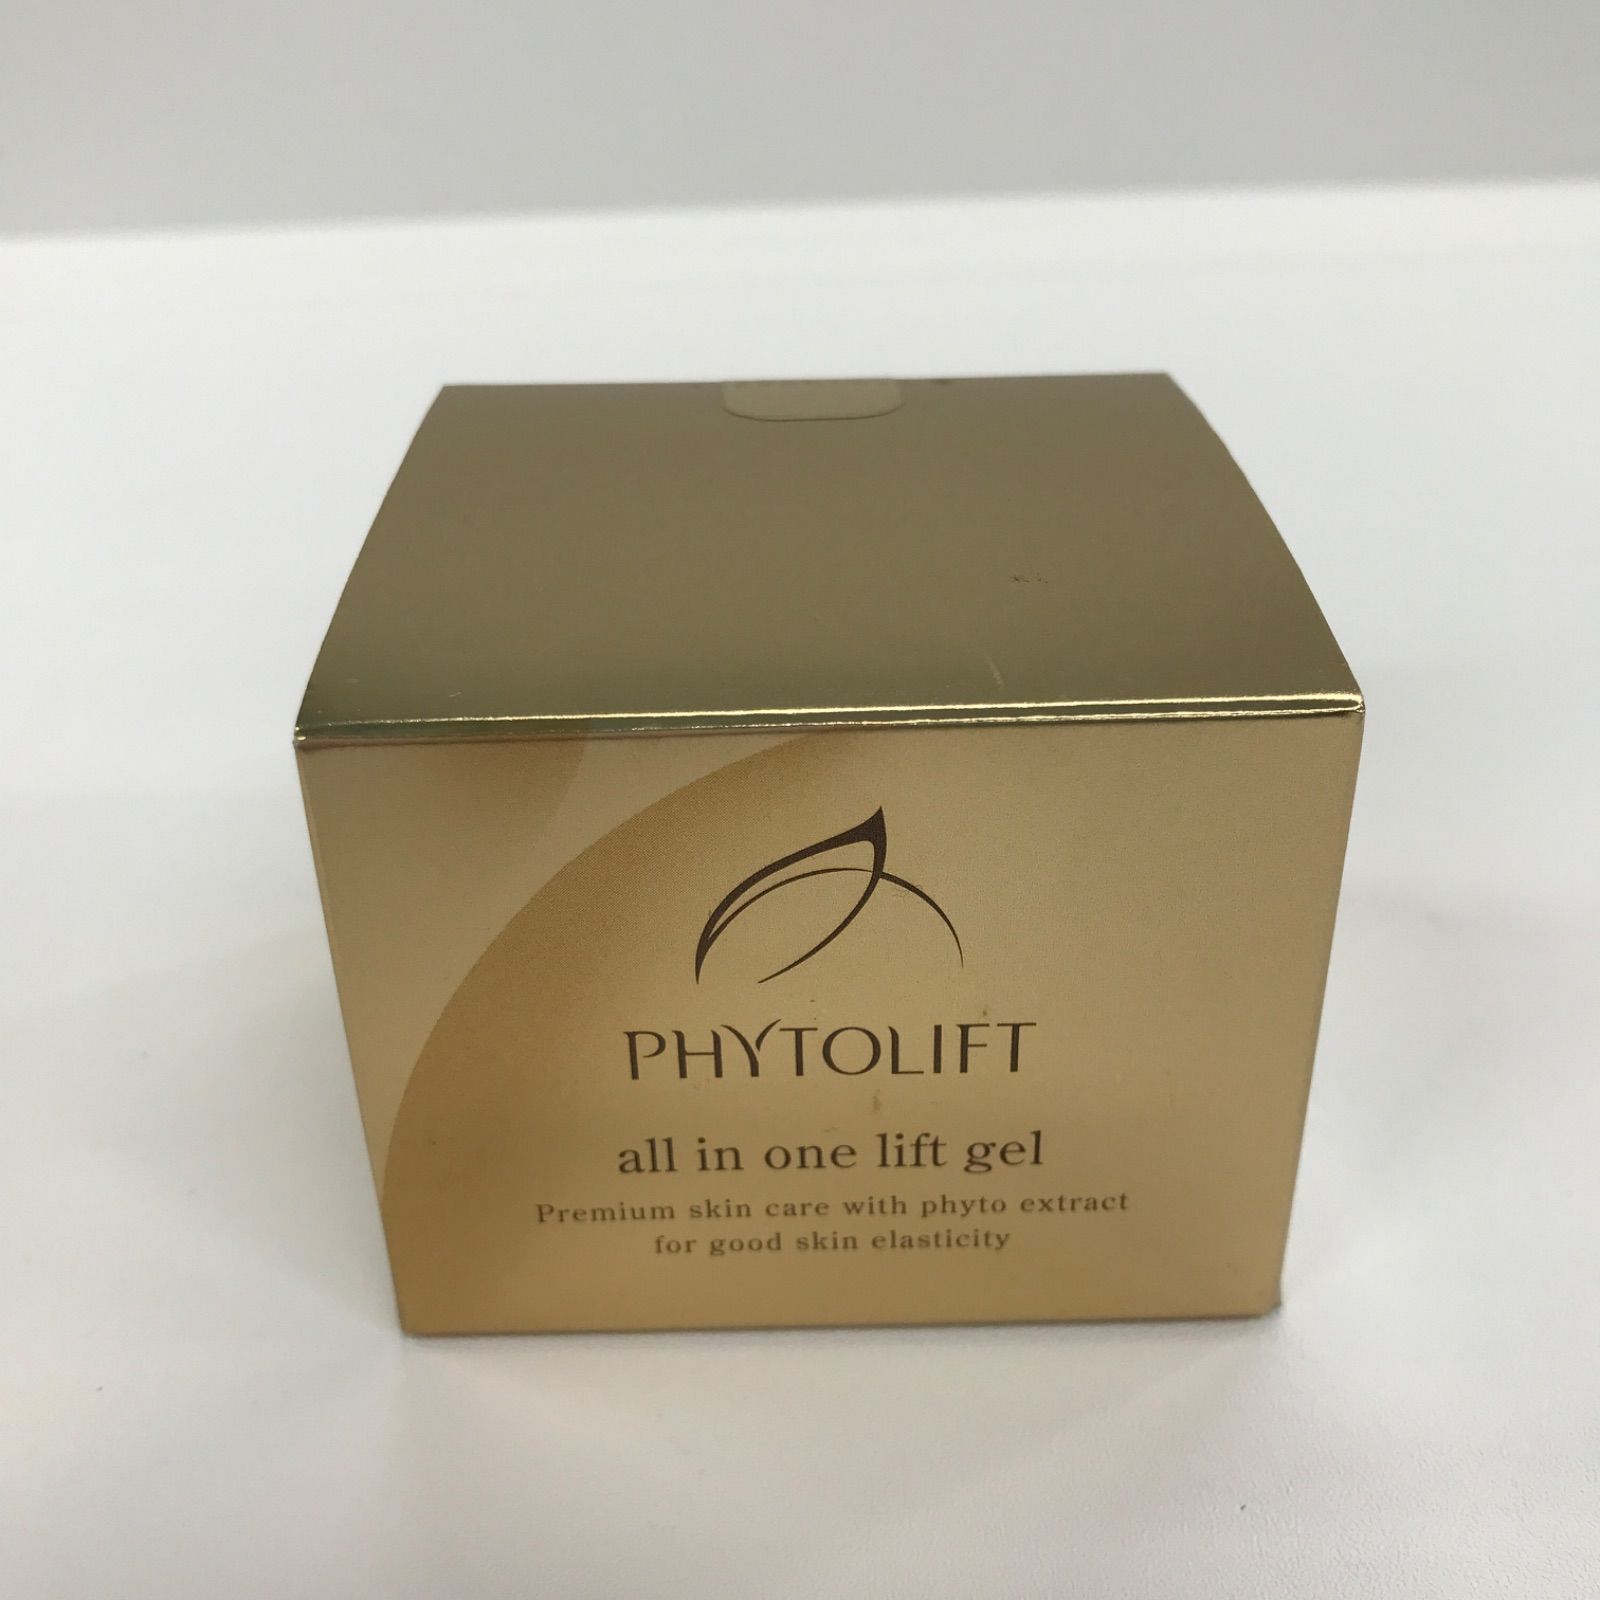 PHYTOLIFT
all in one lift gel
Premium skin care with phyto extract
for good skin elasticity